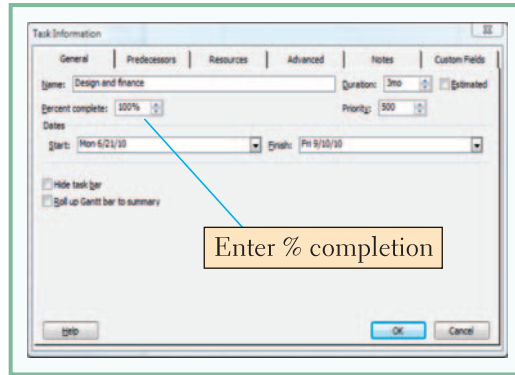 Task Information
General Predecessors Resources Advanced Notes Custom Fields
Name: Design and finance Duration: 3mo Estimated
Percent complete: 100% Priority: 500
Dates
Start: Mon 6/21/10 Finish: Fri 9/10/10
Hide task bar
Roll up Gantt bar to summary
Enter % completion
Help OK Cancel